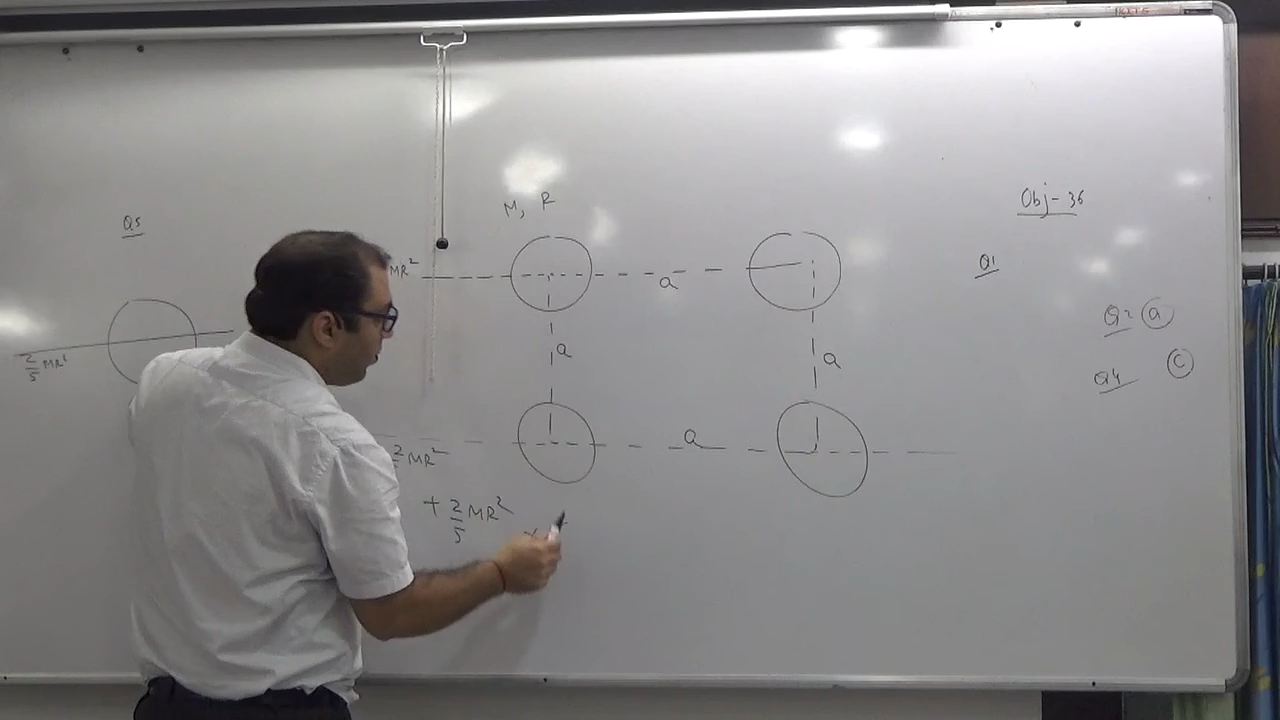 Q5
2/5 MR²
M, R
MR²
a
a
a
a
2/5 MR²
+ 2/5 MR²
Obj-36
Q1
Q2 a
Q4 c